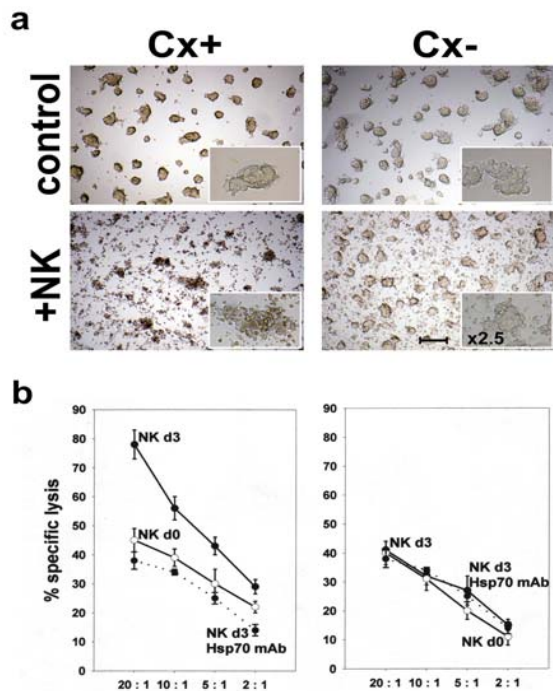 a
Cx+ Cx-
control
+NK
x2.5
b
90 90
80 80
70 70
60 60
50 50
40 40
30 30
20 20
10 10
0 0
% specific lysis
NK d3
NK d0
NK d3
Hsp70 mAb
NK d3
NK d3
Hsp70 mAb
NK d0
20 : 1 10 : 1 5 : 1 2 : 1 20 : 1 10 : 1 5 : 1 2 : 1